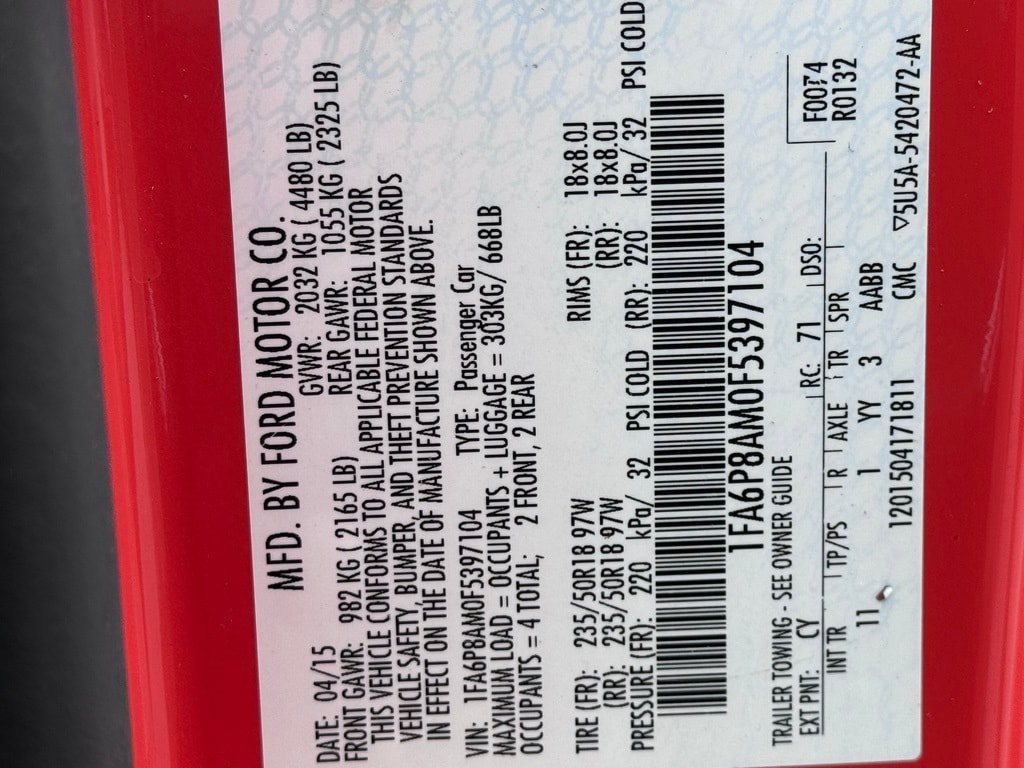 MFD. BY FORD MOTOR CO.
DATE: 04/15 GVWR: 2032 KG ( 4480 LB)
FRONT GAWR: 982 KG ( 2165 LB) REAR GAWR: 1055 KG ( 2325 LB)
THIS VEHICLE CONFORMS TO ALL APPLICABLE FEDERAL MOTOR
VEHICLE SAFETY, BUMPER, AND THEFT PREVENTION STANDARDS
IN EFFECT ON THE DATE OF MANUFACTURE SHOWN ABOVE.
VIN: 1FA6P8AM0F5397104 TYPE: Passenger Car
MAXIMUM LOAD = OCCUPANTS + LUGGAGE = 303KG/ 668LB
OCCUPANTS = 4 TOTAL; 2 FRONT, 2 REAR
TIRE (FR): 235/50R18 97W RIMS (FR): 18x8.0J
(RR): 235/50R18 97W (RR): 18x8.0J
PRESSURE (FR): 220 kPa/ 32 PSI COLD (RR): 220 kPa/ 32 PSI COLD
1FA6P8AM0F5397104
TRAILER TOWING - SEE OWNER GUIDE
F0074
R0132
EXT PNT: CY RC: 71 DSO:
INT TR TP/PS R AXLE TR SPR
11 1 YY 3 AABB
120150417181​1 CMC ▽5U5A-5420472-AA